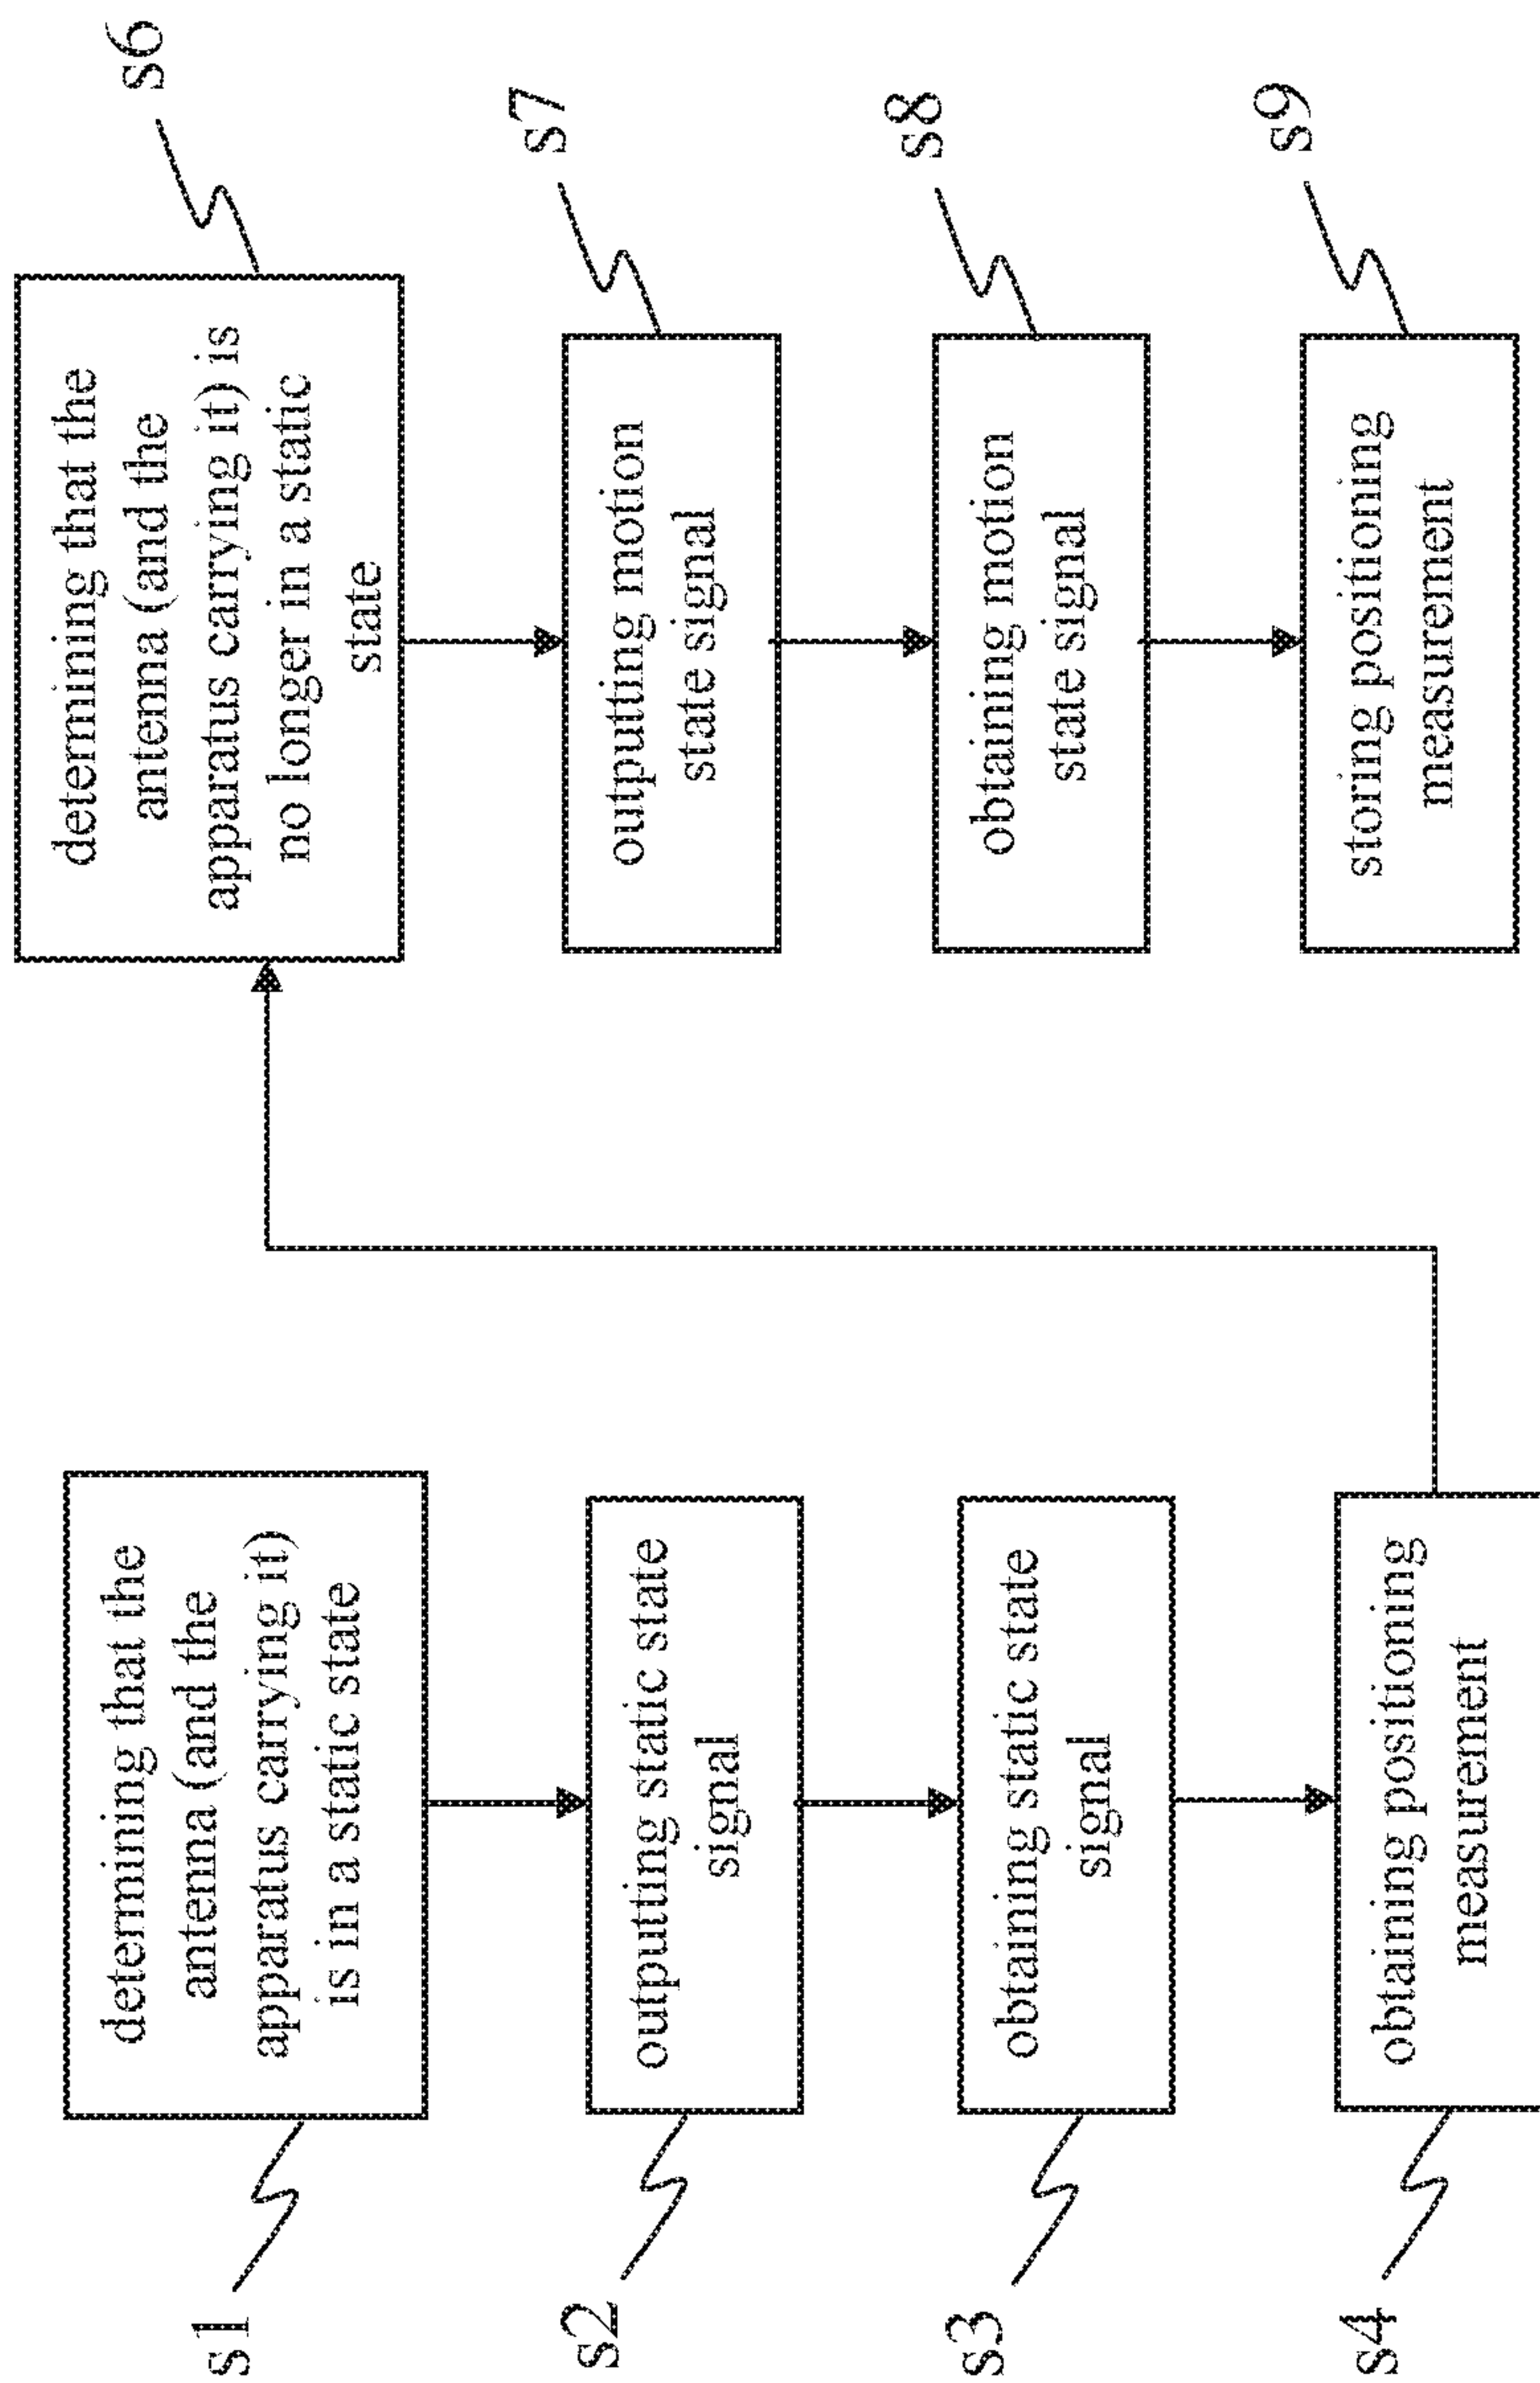 s1
determining that the
antenna (and the
apparatus carrying it)
is in a static state
s2
outputting static state
signal
s3
obtaining static state
signal
s4
obtaining positioning
measurement
determining that the
antenna (and the
apparatus carrying it) is
no longer in a static
state
s6
outputting motion
state signal
s7
obtaining motion
state signal
s8
storing positioning
measurement
s9